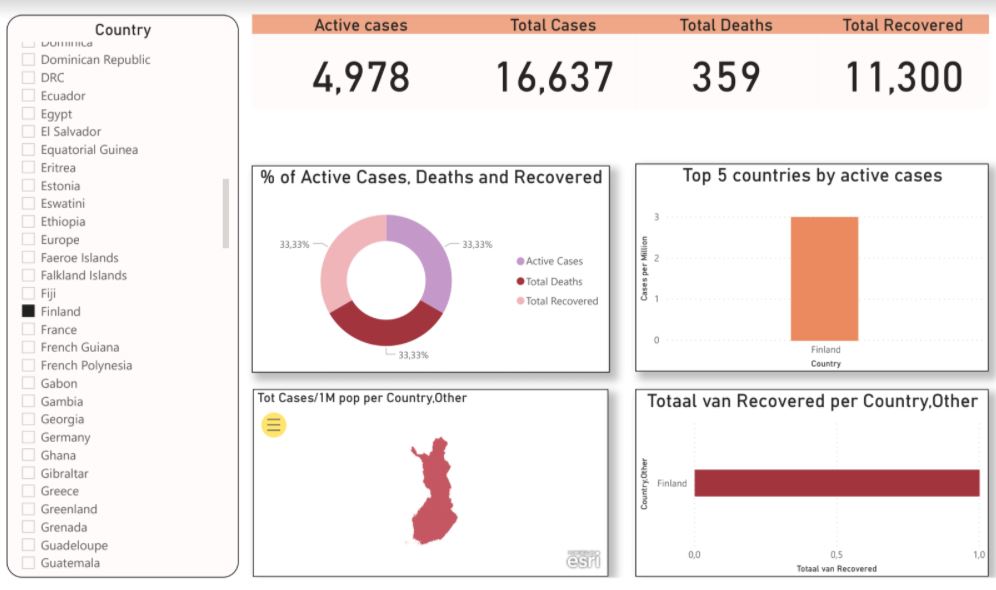 Country
Dominica
Dominican Republic
DRC
Ecuador
Egypt
El Salvador
Equatorial Guinea
Eritrea
Estonia
Eswatini
Ethiopia
Europe
Faeroe Islands
Falkland Islands
Fiji
Finland
France
French Guiana
French Polynesia
Gabon
Gambia
Georgia
Germany
Ghana
Gibraltar
Greece
Greenland
Grenada
Guadeloupe
Guatemala
Active cases Total Cases Total Deaths Total Recovered
4,978 16,637 359 11,300
% of Active Cases, Deaths and Recovered
33,33% 33,33%
33,33%
Active Cases
Total Deaths
Total Recovered
Top 5 countries by active cases
Cases per Million
3
2
1
0
Finland
Country
Tot Cases/1M pop per Country,Other
esri
Totaal van Recovered per Country,Other
Country,Other
Finland
0,0 0,5 1,0
Totaal van Recovered